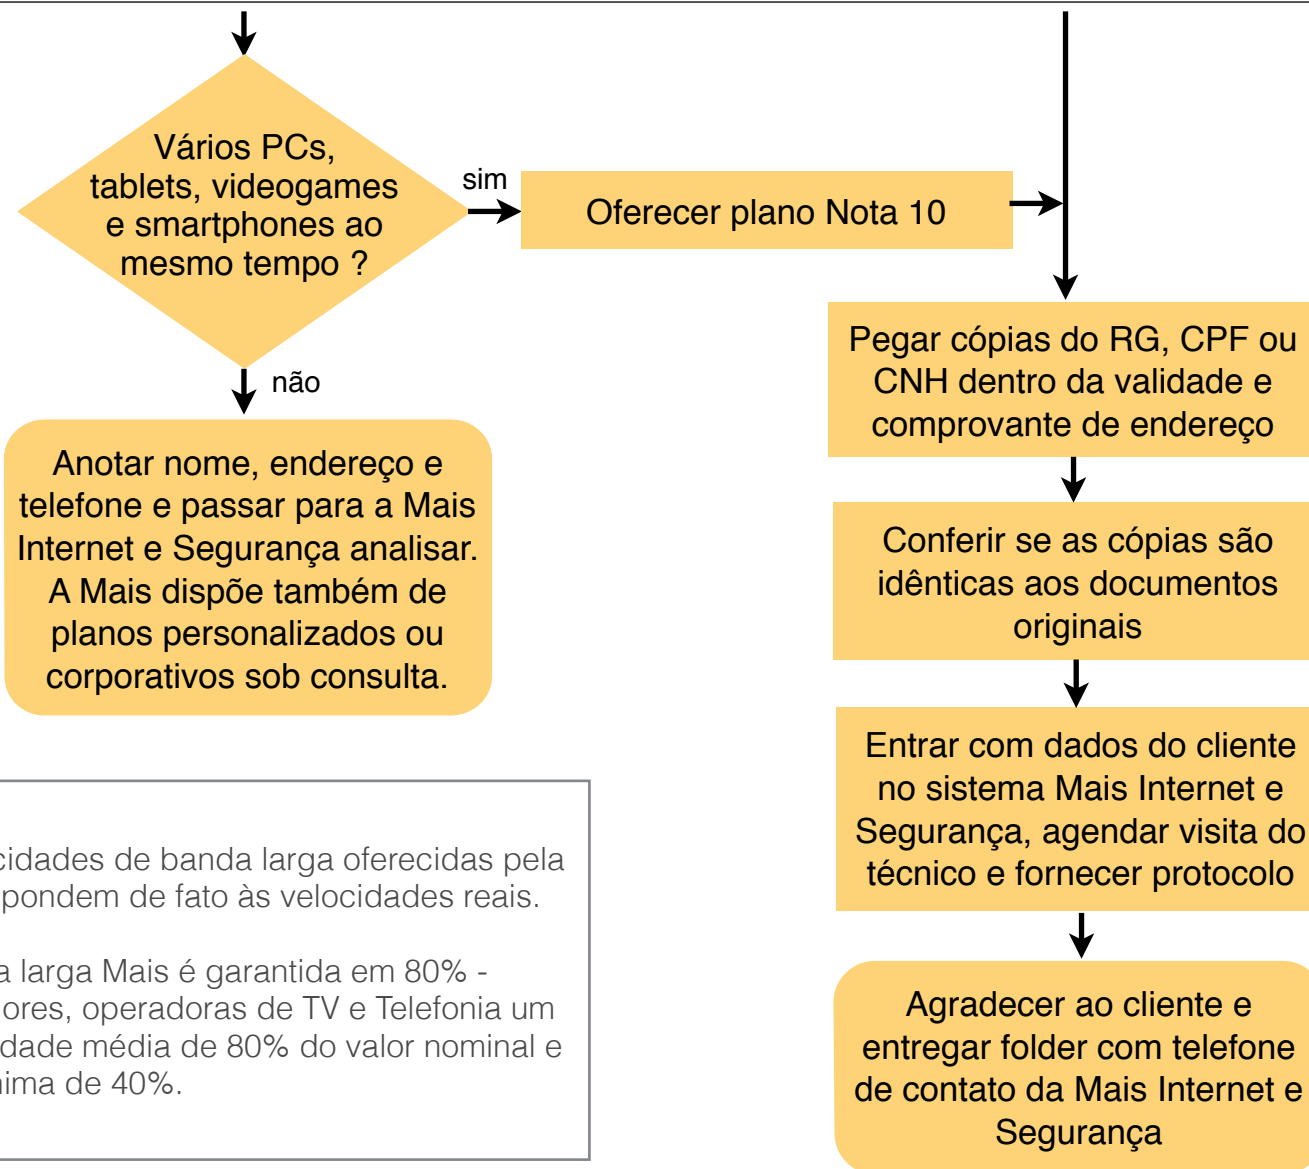 Vários PCs,
tablets, videogames
e smartphones ao
mesmo tempo ?
sim
Oferecer plano Nota 10
não
Anotar nome, endereço e
telefone e passar para a Mais
Internet e Segurança analisar.
A Mais dispõe também de
planos personalizados ou
corporativos sob consulta.
Pegar cópias do RG, CPF ou
CNH dentro da validade e
comprovante de endereço
Conferir se as cópias são
idênticas aos documentos
originais
Entrar com dados do cliente
no sistema Mais Internet e
Segurança, agendar visita do
técnico e fornecer protocolo
Agradecer ao cliente e
entregar folder com telefone
de contato da Mais Internet e
Segurança
cidades de banda larga oferecidas pela
pondem de fato às velocidades reais.
a larga Mais é garantida em 80% -
ores, operadoras de TV e Telefonia um
dade média de 80% do valor nominal e
nima de 40%.